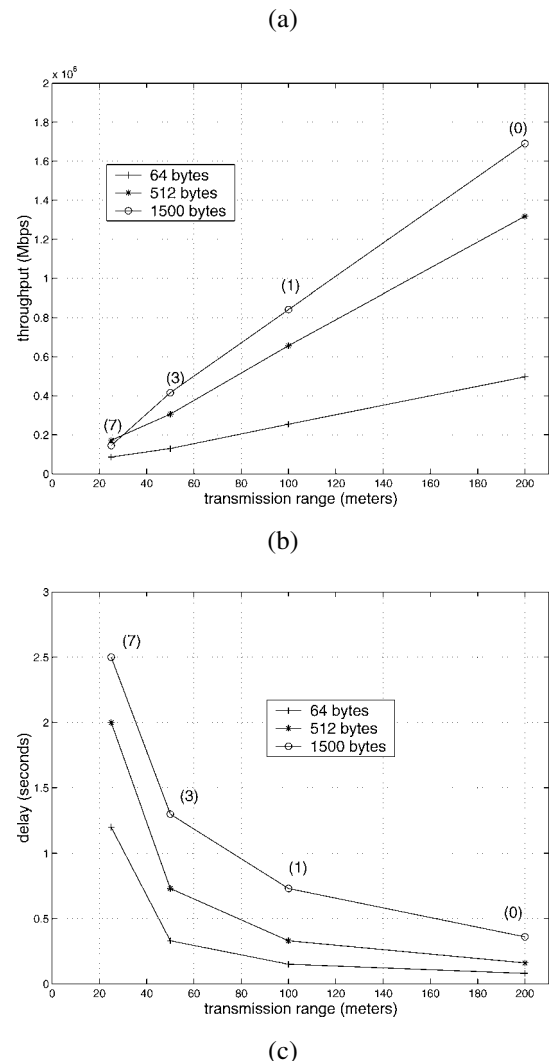 (a)
x 10^6
2
1.8
1.6
1.4
1.2
1
0.8
0.6
0.4
0.2
0
throughput (Mbps)
64 bytes
512 bytes
1500 bytes
(7)
(3)
(1)
(0)
0 20 40 60 80 100 120 140 160 180 200
transmission range (meters)
(b)
3
2.5
2
1.5
1
0.5
0
delay (seconds)
64 bytes
512 bytes
1500 bytes
(7)
(3)
(1)
(0)
0 20 40 60 80 100 120 140 160 180 200
transmission range (meters)
(c)